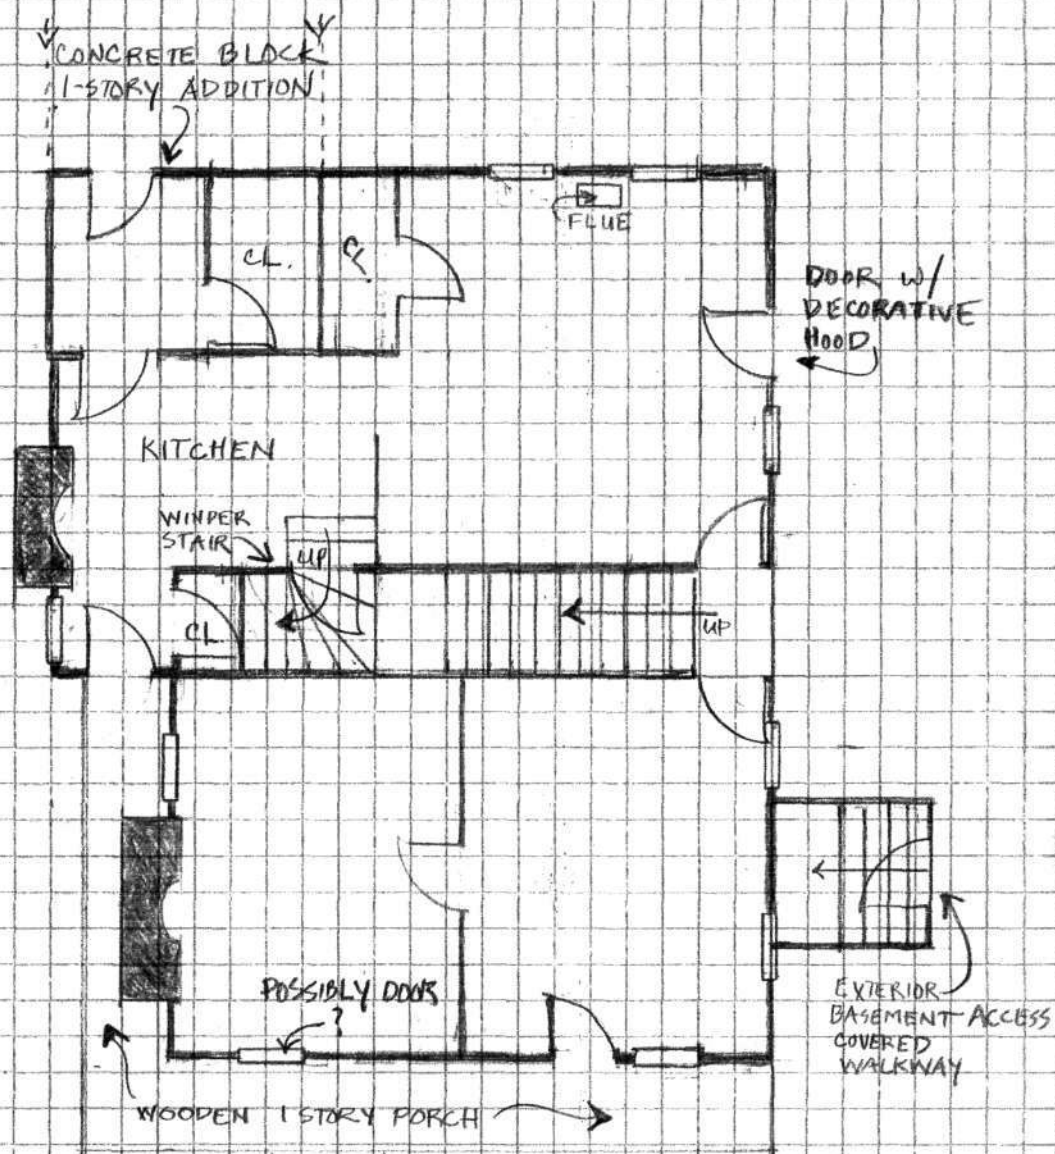 CONCRETE BLOCK
1-STORY ADDITION
FLUE
CL.
CL.
DOOR W/
DECORATIVE
HOOD
KITCHEN
WINDER
STAIR
UP
CL
UP
POSSIBLY DOOR
?
EXTERIOR
BASEMENT ACCESS
COVERED
WALKWAY
WOODEN 1 STORY PORCH